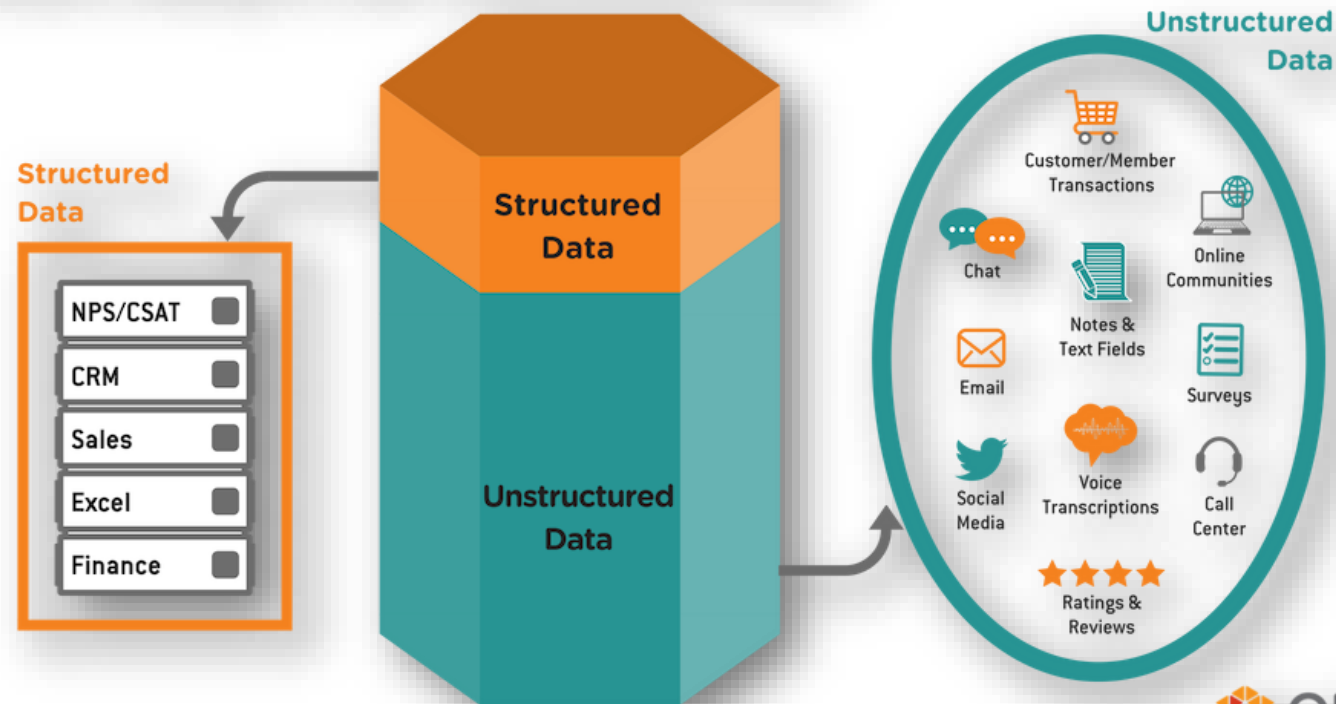 Unstructured
Data
Structured
Data
NPS/CSAT
CRM
Sales
Excel
Finance
Structured
Data
Unstructured
Data
Customer/Member
Transactions
Chat
Online
Communities
Notes &
Text Fields
Email
Surveys
Social
Media
Voice
Transcriptions
Call
Center
Ratings &
Reviews